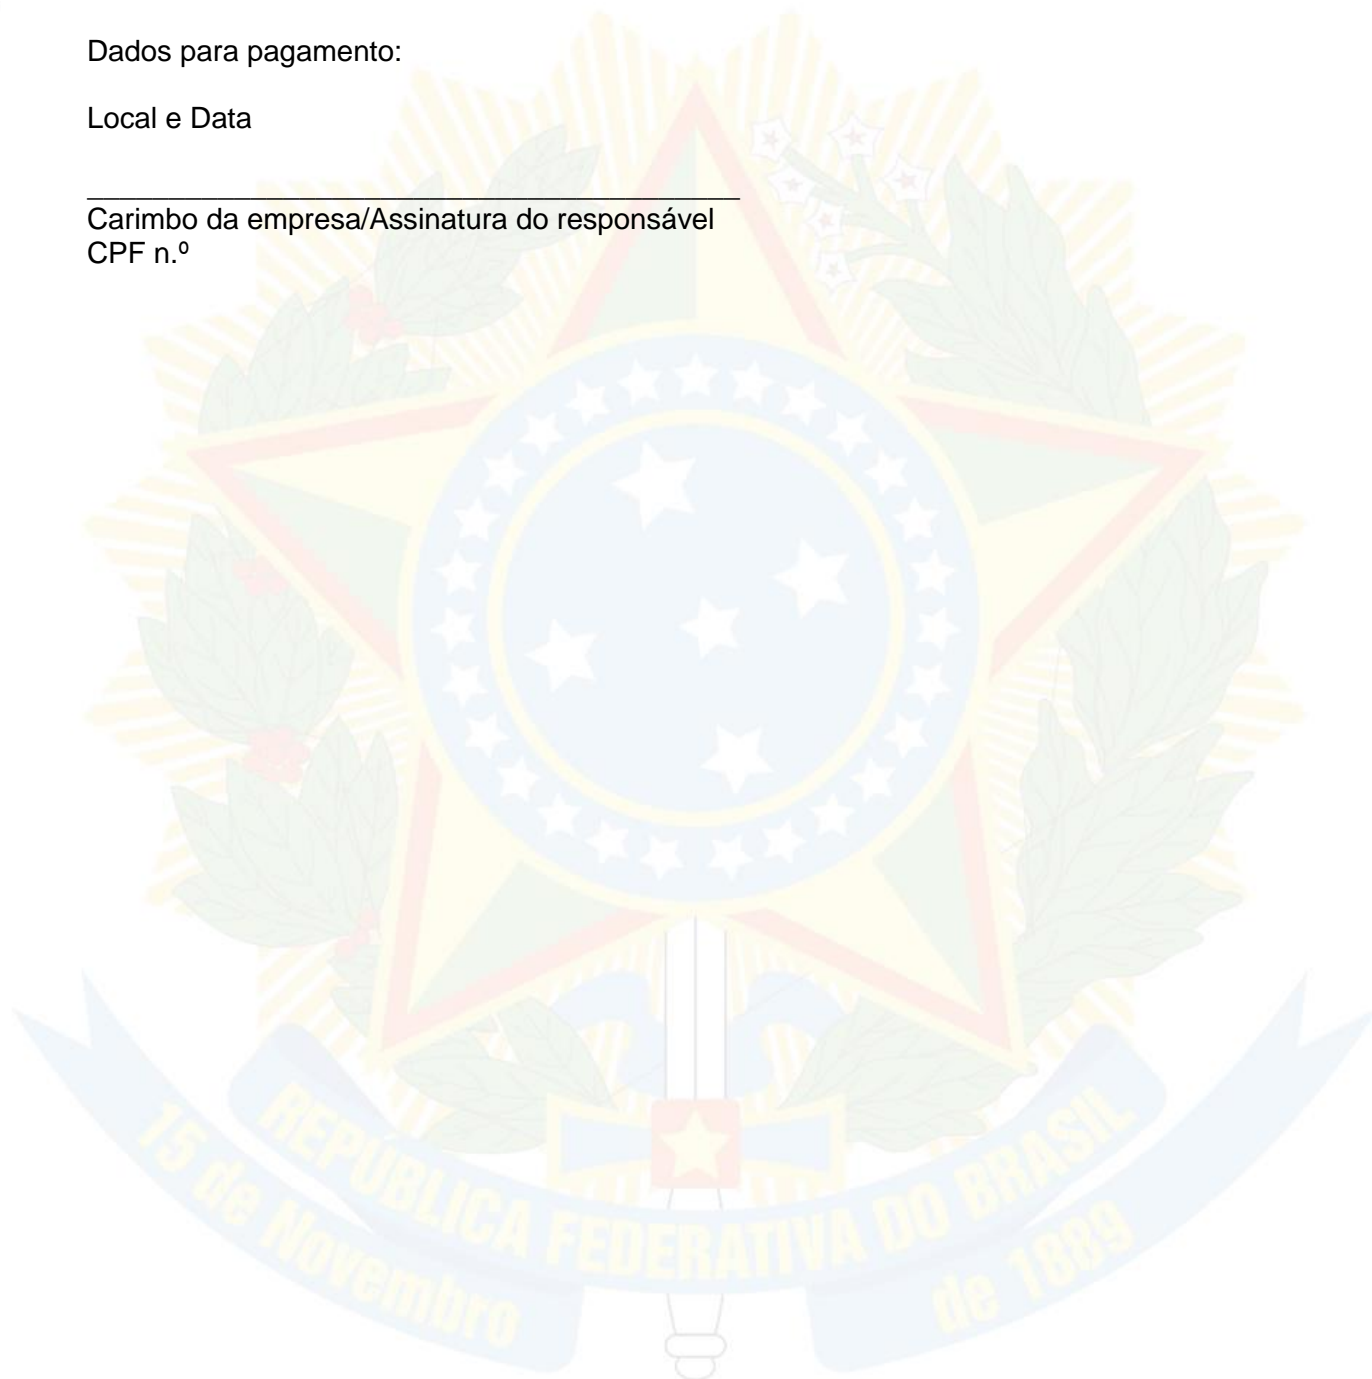 Dados para pagamento:
Local e Data
________________________________________
Carimbo da empresa/Assinatura do responsável
CPF n.º
REPÚBLICA FEDERATIVA DO BRASIL
15 de Novembro
de 1889